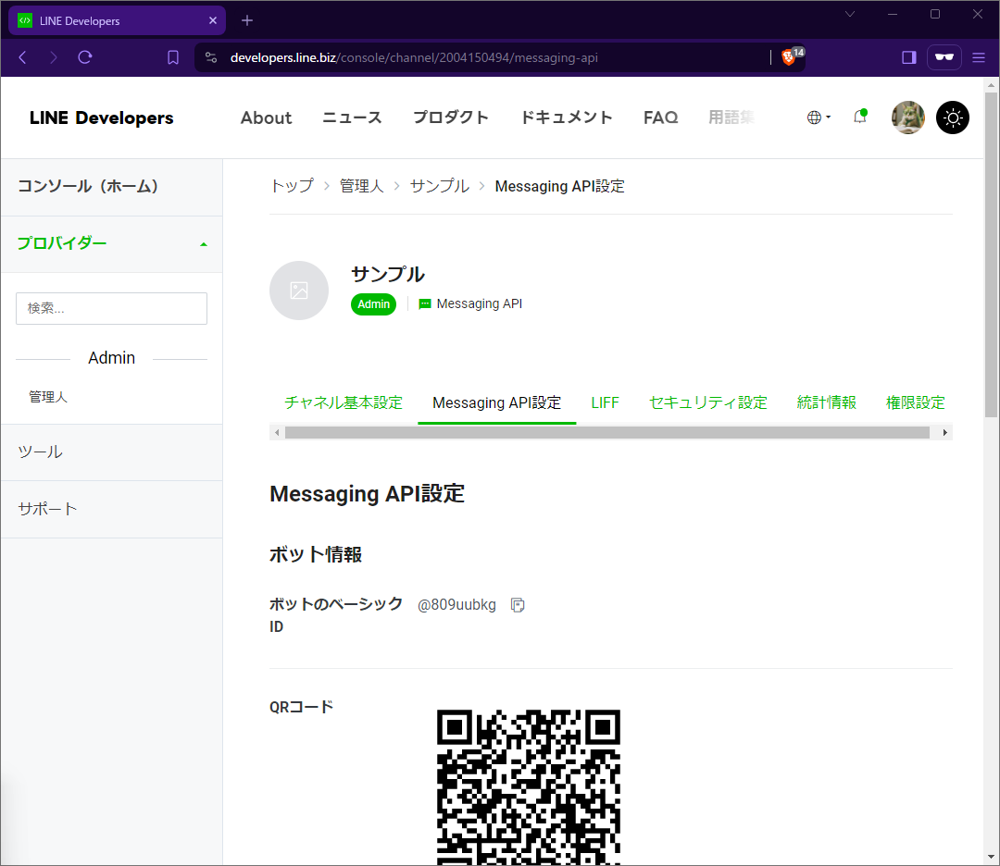 LINE Developers
developers.line.biz/console/channel/2004150494/messaging-api
14
LINE Developers
About
ニュース
プロダクト
ドキュメント
FAQ
用語集
コンソール（ホーム）
プロバイダー
検索...
Admin
管理人
ツール
サポート
トップ
管理人
サンプル
Messaging API設定
サンプル
Admin
Messaging API
チャネル基本設定
Messaging API設定
LIFF
セキュリティ設定
統計情報
権限設定
Messaging API設定
ボット情報
ボットのベーシック
ID
@809uubkg
QRコード